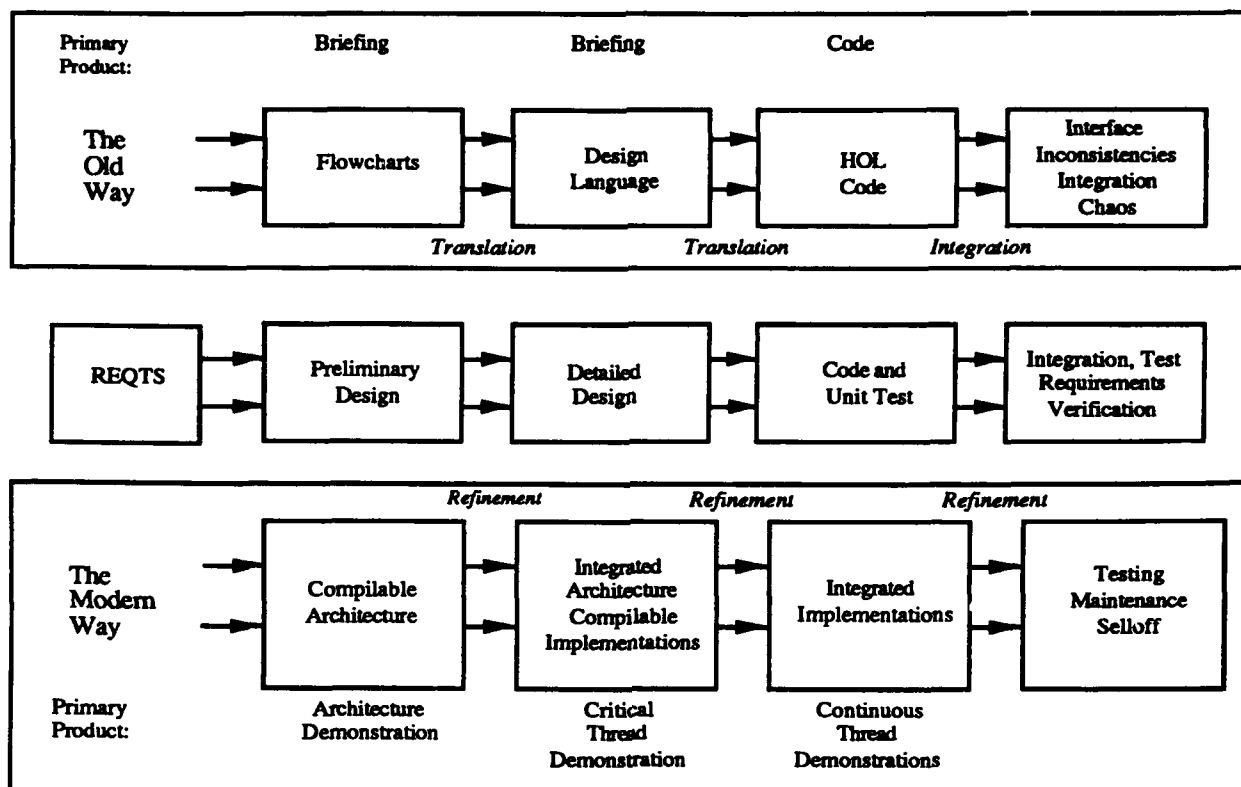 Primary
Product:
Briefing
Briefing
Code
The
Old
Way
Flowcharts
Design
Language
HOL
Code
Interface
Inconsistencies
Integration
Chaos
Translation
Translation
Integration
REQTS
Preliminary
Design
Detailed
Design
Code and
Unit Test
Integration, Test
Requirements
Verification
Refinement
Refinement
Refinement
The
Modern
Way
Compilable
Architecture
Integrated
Architecture
Compilable
Implementations
Integrated
Implementations
Testing
Maintenance
Selloff
Primary
Product:
Architecture
Demonstration
Critical
Thread
Demonstration
Continuous
Thread
Demonstrations